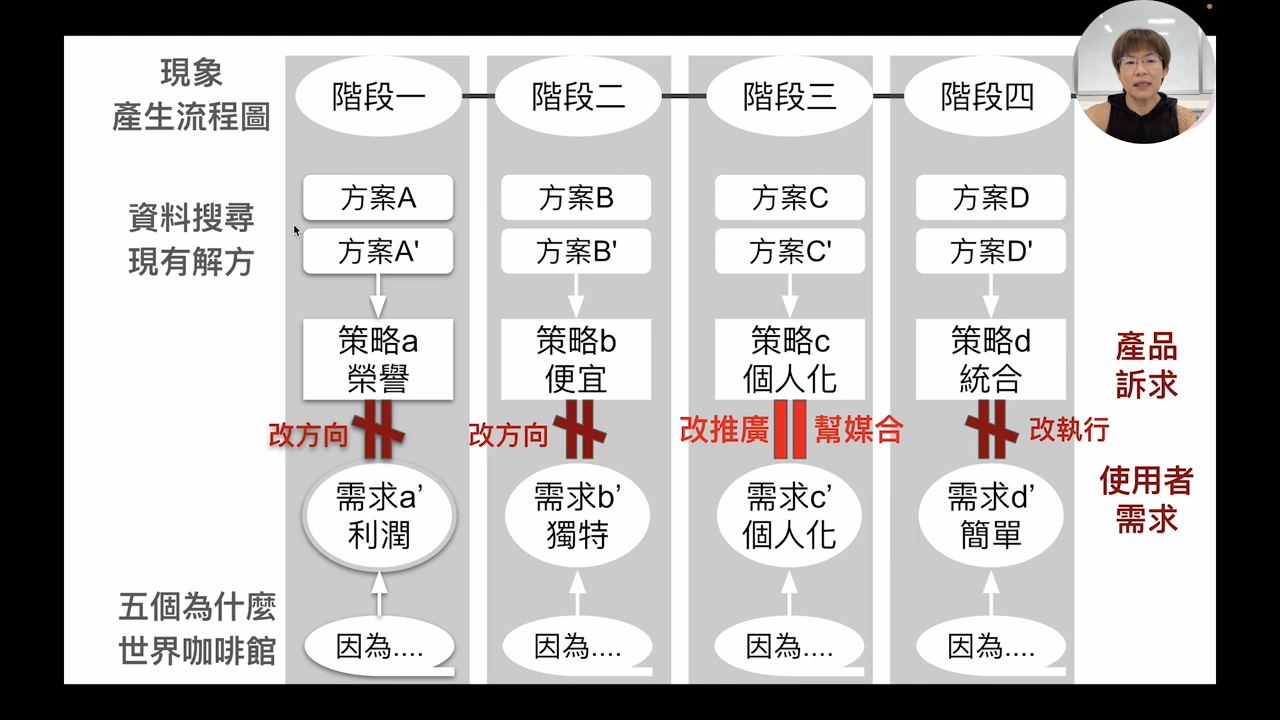 現象
產生流程圖
階段一
階段二
階段三
階段四
資料搜尋
現有解方
方案A
方案B
方案C
方案D
方案A'
方案B'
方案C'
方案D'
策略a
榮譽
策略b
便宜
策略c
個人化
策略d
統合
產品
訴求
改方向
改方向
改推廣
幫媒合
改執行
需求a’
利潤
需求b’
獨特
需求c’
個人化
需求d’
簡單
使用者
需求
五個為什麼
世界咖啡館
因為....
因為....
因為....
因為....